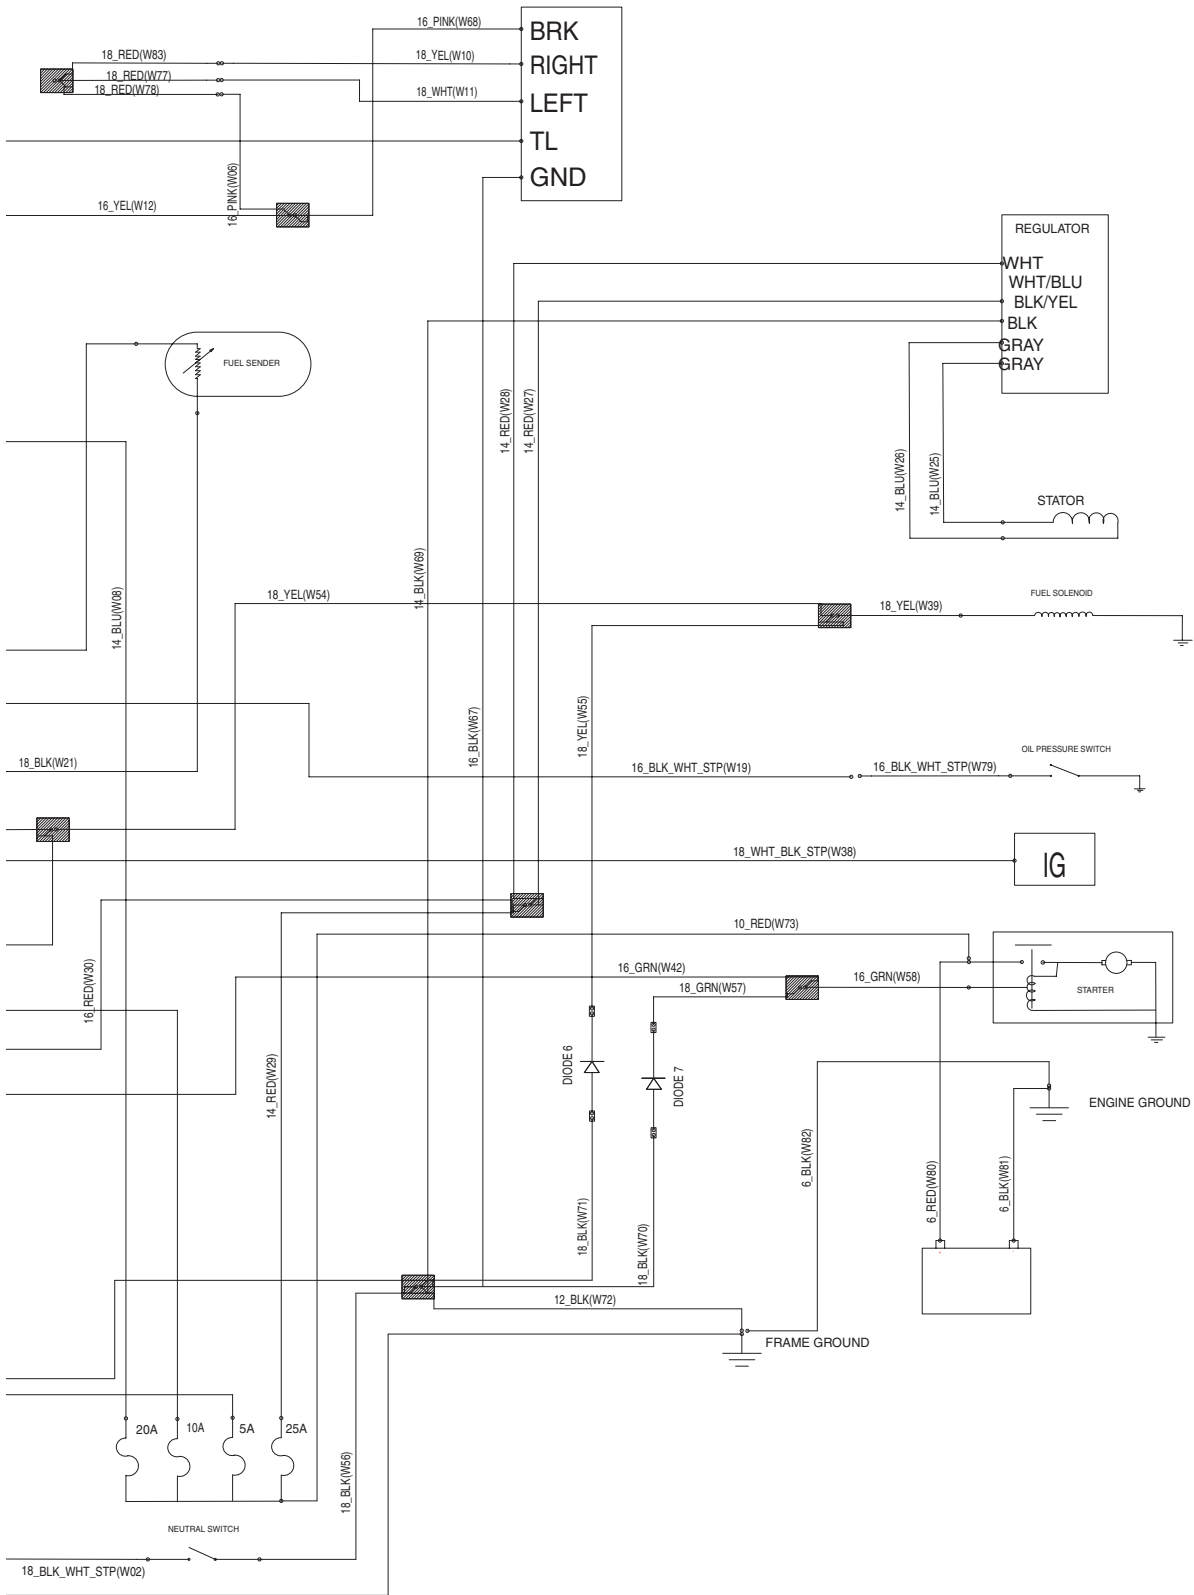 16_PINK(W68)
BRK
18_RED(W83)
18_YEL(W10)
RIGHT
18_RED(W77)
18_RED(W78)
18_WHT(W11)
LEFT
TL
16_PINK(W06)
GND
16_YEL(W12)
REGULATOR
WHT
WHT/BLU
BLK/YEL
BLK
GRAY
GRAY
FUEL SENDER
14_RED(W28)
14_RED(W27)
14_BLU(W26)
14_BLU(W25)
STATOR
14_BLU(W08)
14_BLK(W69)
18_YEL(W54)
18_YEL(W39)
FUEL SOLENOID
16_BLK(W67)
18_YEL(W55)
18_BLK(W21)
16_BLK_WHT_STP(W19)
16_BLK_WHT_STP(W79)
OIL PRESSURE SWITCH
18_WHT_BLK_STP(W38)
IG
10_RED(W73)
16_RED(W30)
16_GRN(W42)
18_GRN(W57)
16_GRN(W58)
STARTER
14_RED(W29)
DIODE 6
DIODE 7
ENGINE GROUND
6_BLK(W82)
6_RED(W80)
6_BLK(W81)
18_BLK(W71)
18_BLK(W70)
12_BLK(W72)
FRAME GROUND
20A
10A
5A
25A
18_BLK(W56)
NEUTRAL SWITCH
18_BLK_WHT_STP(W02)